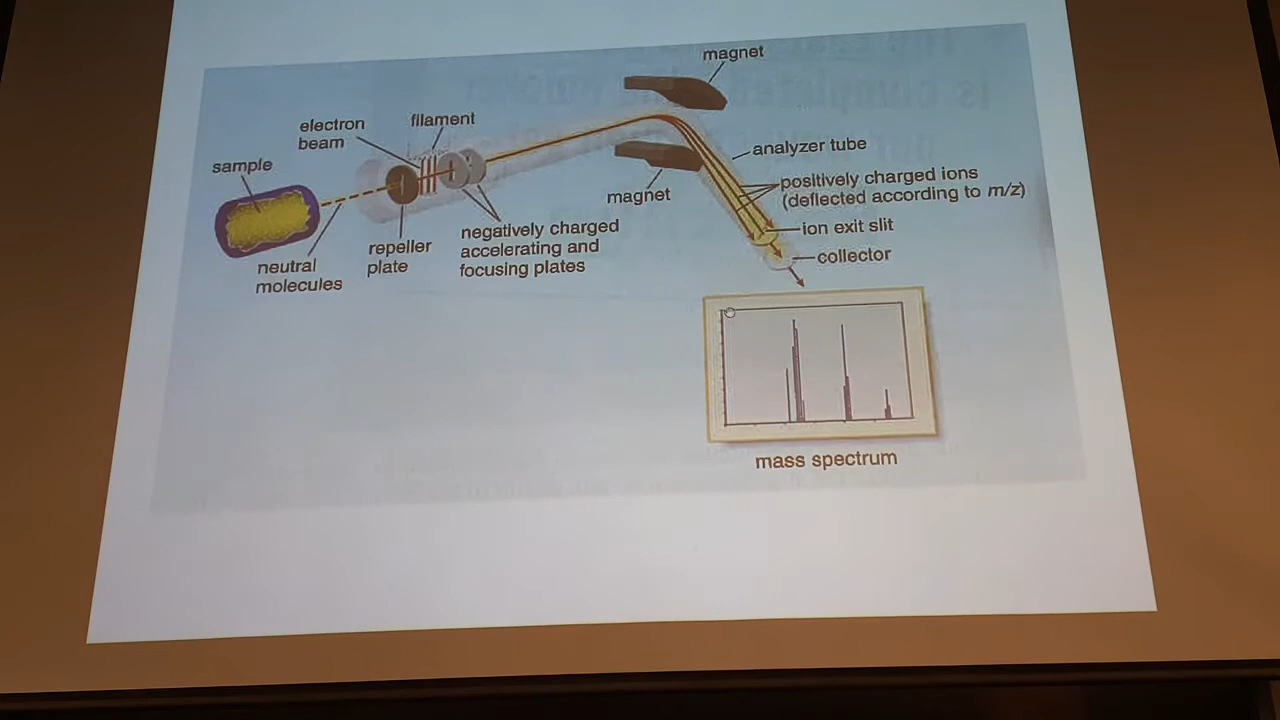 magnet
electron
beam
filament
sample
analyzer tube
positively charged ions
(deflected according to m/z)
magnet
ion exit slit
negatively charged
accelerating and
focusing plates
repeller
plate
collector
neutral
molecules
mass spectrum